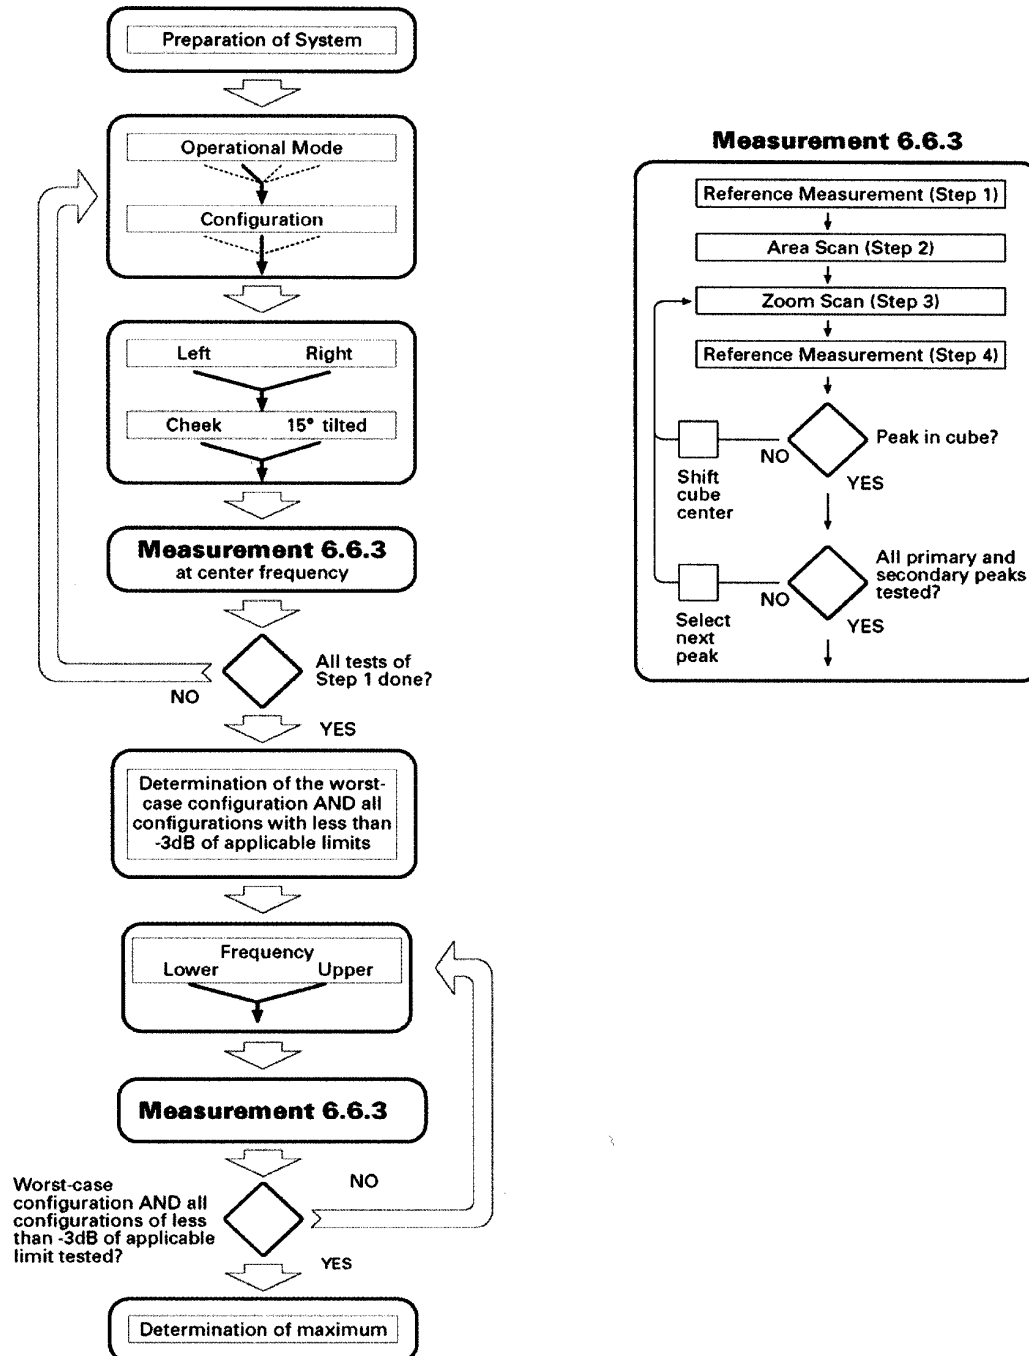 Preparation of System
Operational Mode
Configuration
Left Right
Cheek 15° tilted
Measurement 6.6.3
at center frequency
All tests of
Step 1 done?
NO
YES
Determination of the worst-
case configuration AND all
configurations with less than
-3dB of applicable limits
Frequency
Lower Upper
Measurement 6.6.3
NO
Worst-case
configuration AND all
configurations of less
than -3dB of applicable
limit tested?
YES
Determination of maximum
Measurement 6.6.3
Reference Measurement (Step 1)
Area Scan (Step 2)
Zoom Scan (Step 3)
Reference Measurement (Step 4)
Peak in cube?
NO
YES
Shift
cube
center
All primary and
secondary peaks
tested?
NO
YES
Select
next
peak